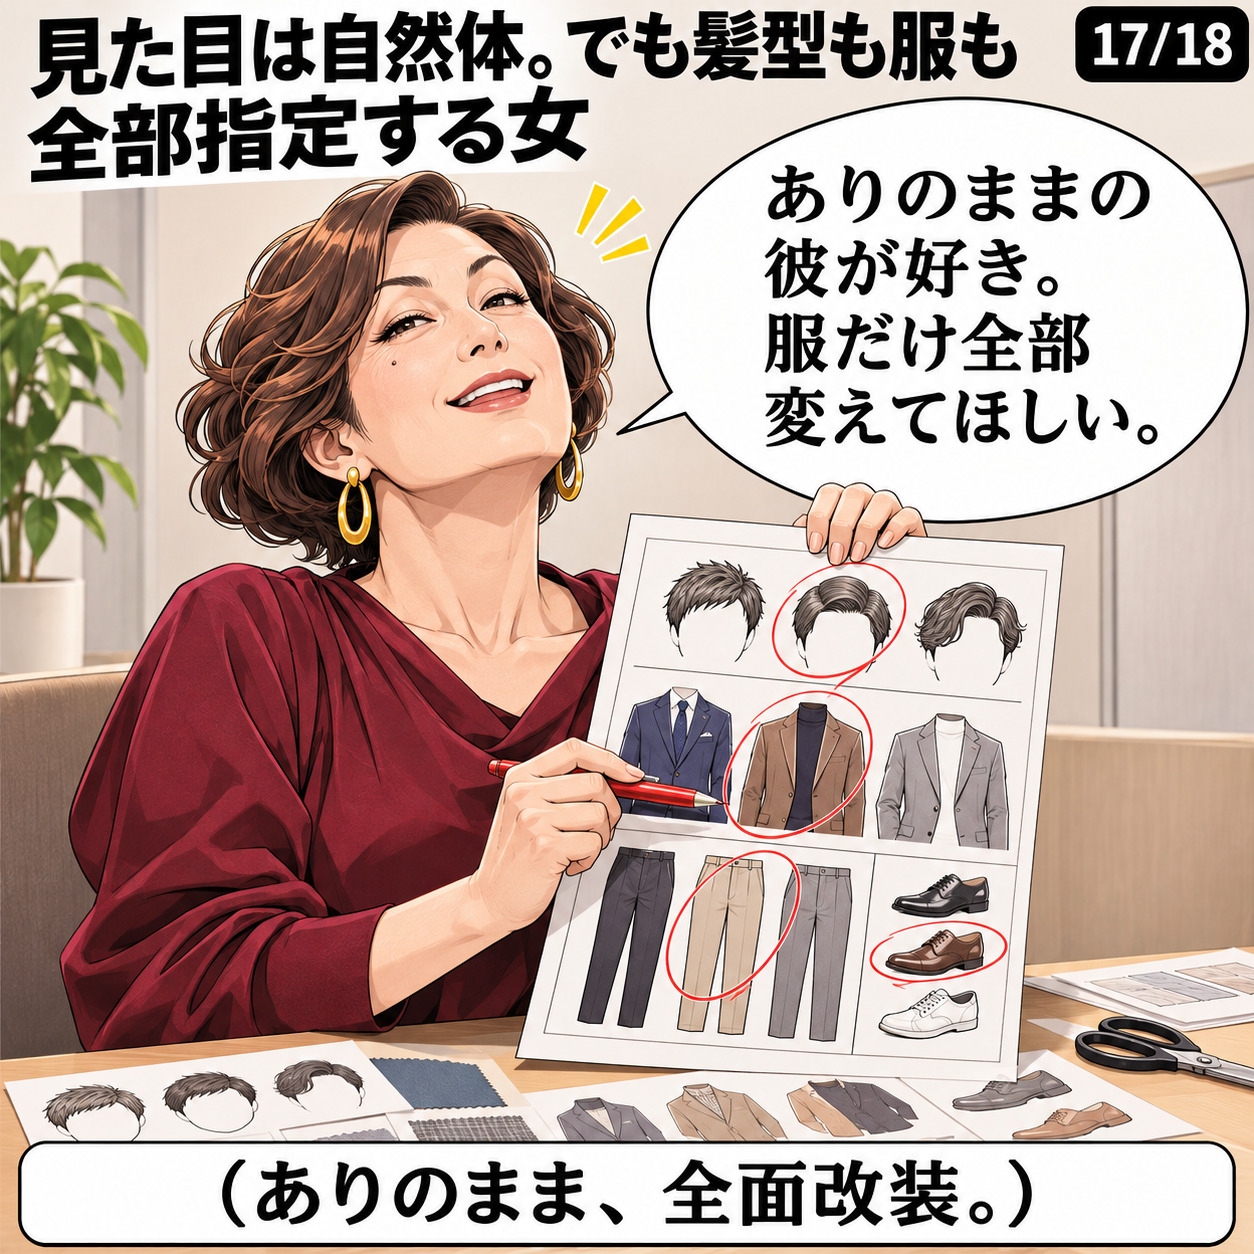 見た目は自然体。でも髪型も服も
全部指定する女
17/18
ありのままの
彼が好き。
服だけ全部
変えてほしい。
（ありのまま、全面改装。）